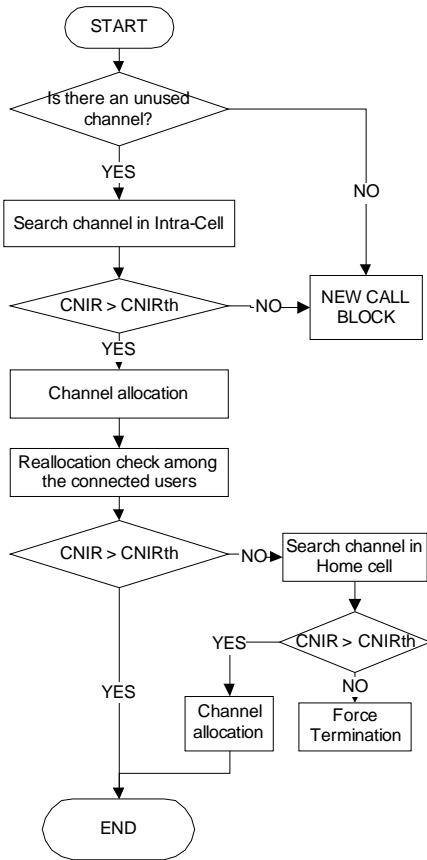 START
Is there an unused
channel?
YES
NO
Search channel in Intra-Cell
CNIR > CNIRth
NO
NEW CALL
BLOCK
YES
Channel allocation
Reallocation check among
the connected users
CNIR > CNIRth
NO
Search channel in
Home cell
YES
CNIR > CNIRth
YES
NO
Channel
allocation
Force
Termination
END